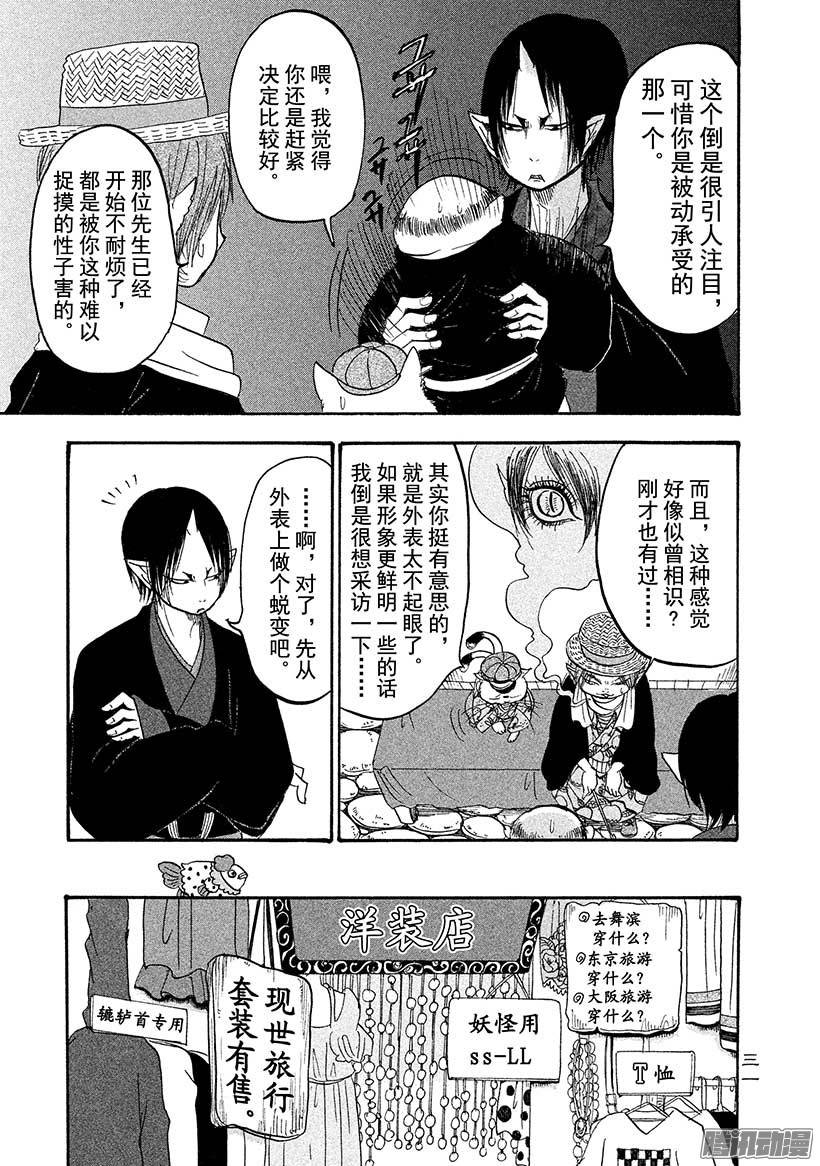 这个倒是很引人注目，
可惜你是被动承受的
那一个。
ユサ
ユサ
ユサ
喂，我觉得
你还是赶紧
决定比较好。
那位先生已经
开始不耐烦了，
都是被你这种难以
捉摸的性子害的。
而且，这种感觉
好像似曾相识？
刚才也有过……
其实你挺有意思的，
就是外表太不起眼了。
如果形象更鲜明一些的话
我倒是很想采访一下……
……啊，对了，先从
外表上做个蜕变吧。
洋装店
去舞滨
穿什么？
东京旅游
穿什么？
大阪旅游
穿什么？
妖怪用
ss-LL
T恤
现世旅行
套装有售。
辘轳首专用
三一
腾讯动漫